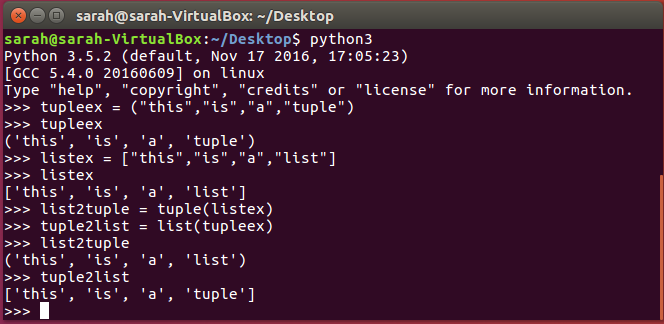 sarah@sarah-VirtualBox: ~/Desktop
sarah@sarah-VirtualBox:~/Desktop$ python3
Python 3.5.2 (default, Nov 17 2016, 17:05:23)
[GCC 5.4.0 20160609] on linux
Type "help", "copyright", "credits" or "license" for more information.
>>> tupleex = ("this","is","a","tuple")
>>> tupleex
('this', 'is', 'a', 'tuple')
>>> listex = ["this","is","a","list"]
>>> listex
['this', 'is', 'a', 'list']
>>> list2tuple = tuple(listex)
>>> tuple2list = list(tupleex)
>>> list2tuple
('this', 'is', 'a', 'list')
>>> tuple2list
['this', 'is', 'a', 'tuple']
>>>